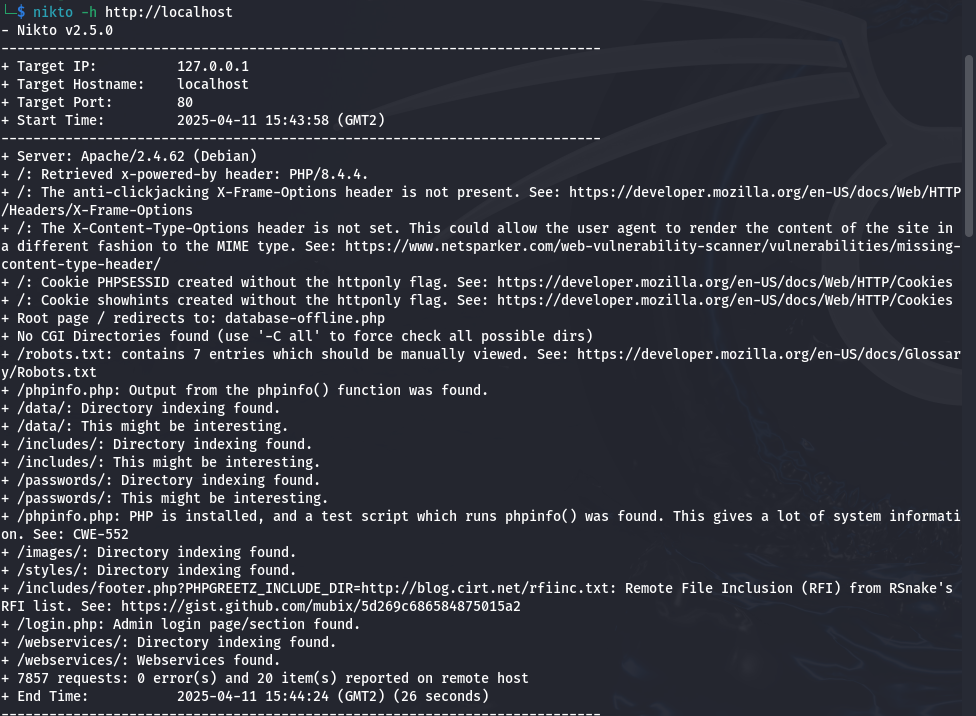 └─$ nikto -h http://localhost
- Nikto v2.5.0
---------------------------------------------------------------------------
+ Target IP:          127.0.0.1
+ Target Hostname:    localhost
+ Target Port:        80
+ Start Time:         2025-04-11 15:43:58 (GMT2)
---------------------------------------------------------------------------
+ Server: Apache/2.4.62 (Debian)
+ /: Retrieved x-powered-by header: PHP/8.4.4.
+ /: The anti-clickjacking X-Frame-Options header is not present. See: https://developer.mozilla.org/en-US/docs/Web/HTTP
/Headers/X-Frame-Options
+ /: The X-Content-Type-Options header is not set. This could allow the user agent to render the content of the site in
a different fashion to the MIME type. See: https://www.netsparker.com/web-vulnerability-scanner/vulnerabilities/missing-
content-type-header/
+ /: Cookie PHPSESSID created without the httponly flag. See: https://developer.mozilla.org/en-US/docs/Web/HTTP/Cookies
+ /: Cookie showhints created without the httponly flag. See: https://developer.mozilla.org/en-US/docs/Web/HTTP/Cookies
+ Root page / redirects to: database-offline.php
+ No CGI Directories found (use '-C all' to force check all possible dirs)
+ /robots.txt: contains 7 entries which should be manually viewed. See: https://developer.mozilla.org/en-US/docs/Glossar
y/Robots.txt
+ /phpinfo.php: Output from the phpinfo() function was found.
+ /data/: Directory indexing found.
+ /data/: This might be interesting.
+ /includes/: Directory indexing found.
+ /includes/: This might be interesting.
+ /passwords/: Directory indexing found.
+ /passwords/: This might be interesting.
+ /phpinfo.php: PHP is installed, and a test script which runs phpinfo() was found. This gives a lot of system informati
on. See: CWE-552
+ /images/: Directory indexing found.
+ /styles/: Directory indexing found.
+ /includes/footer.php?PHPGREETZ_INCLUDE_DIR=http://blog.cirt.net/rfiinc.txt: Remote File Inclusion (RFI) from RSnake's
RFI list. See: https://gist.github.com/mubix/5d269c686584875015a2
+ /login.php: Admin login page/section found.
+ /webservices/: Directory indexing found.
+ /webservices/: Webservices found.
+ 7857 requests: 0 error(s) and 20 item(s) reported on remote host
+ End Time:           2025-04-11 15:44:24 (GMT2) (26 seconds)
---------------------------------------------------------------------------